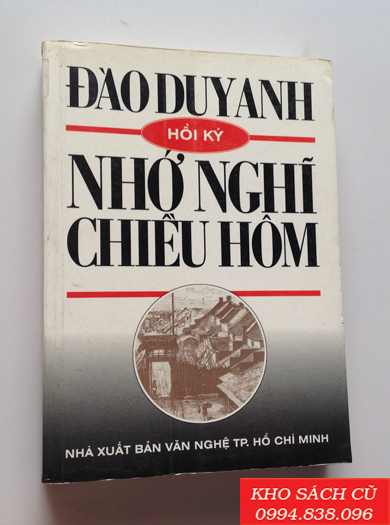 ĐÀO DUY ANH
HỒI KÝ
NHỚ NGHĨ
CHIỀU HÔM
NHÀ XUẤT BẢN VĂN NGHỆ TP. HỒ CHÍ MINH
KHO SÁCH CŨ
0994.838.096